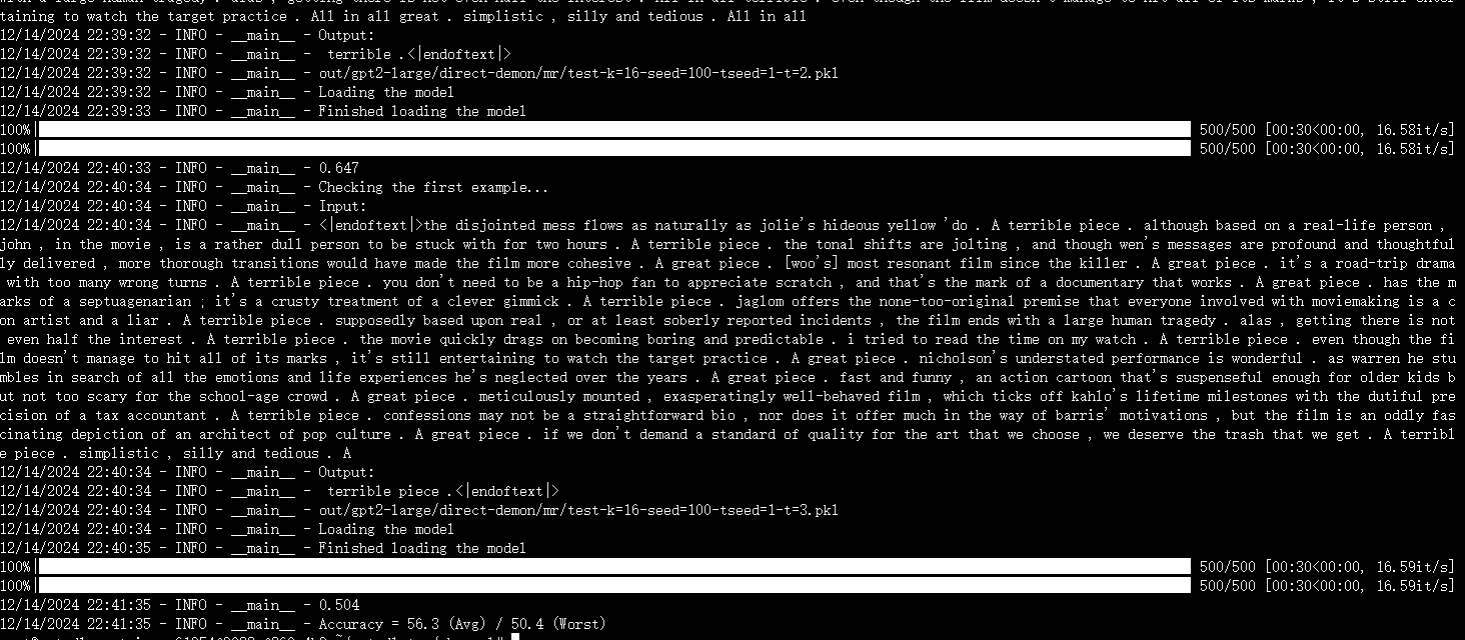 taining to watch the target practice . All in all great . simplistic , silly and tedious . All in all
12/14/2024 22:39:32 - INFO - __main__ - Output:
12/14/2024 22:39:32 - INFO - __main__ -  terrible .<|endoftext|>
12/14/2024 22:39:32 - INFO - __main__ - out/gpt2-large/direct-demon/mr/test-k=16-seed=100-tseed=1-t=2.pkl
12/14/2024 22:39:33 - INFO - __main__ - Loading the model
12/14/2024 22:39:33 - INFO - __main__ - Finished loading the model
100%| 500/500 [00:30<00:00, 16.58it/s]
100%| 500/500 [00:30<00:00, 16.58it/s]
12/14/2024 22:40:33 - INFO - __main__ - 0.647
12/14/2024 22:40:34 - INFO - __main__ - Checking the first example...
12/14/2024 22:40:34 - INFO - __main__ - Input:
12/14/2024 22:40:34 - INFO - __main__ - <|endoftext|>the disjointed mess flows as naturally as jolie's hideous yellow 'do . A terrible piece . although based on a real-life person ,
john , in the movie , is a rather dull person to be stuck with for two hours . A terrible piece . the tonal shifts are jolting , and though wen's messages are profound and thoughtful
ly delivered , more thorough transitions would have made the film more cohesive . A great piece . [woo's] most resonant film since the killer . A great piece . it's a road-trip drama
with too many wrong turns . A terrible piece . you don't need to be a hip-hop fan to appreciate scratch , and that's the mark of a documentary that works . A great piece . has the m
arks of a septuagenarian ; it's a crusty treatment of a clever gimmick . A terrible piece . jaglom offers the none-too-original premise that everyone involved with moviemaking is a c
on artist and a liar . A terrible piece . supposedly based upon real , or at least soberly reported incidents , the film ends with a large human tragedy . alas , getting there is not
even half the interest . A terrible piece . the movie quickly drags on becoming boring and predictable . i tried to read the time on my watch . A terrible piece . even though the fi
lm doesn't manage to hit all of its marks , it's still entertaining to watch the target practice . A great piece . nicholson's understated performance is wonderful . as warren he stu
mbles in search of all the emotions and life experiences he's neglected over the years . A great piece . fast and funny , an action cartoon that's suspenseful enough for older kids b
ut not too scary for the school-age crowd . A great piece . meticulously mounted , exasperatingly well-behaved film , which ticks off kahlo's lifetime milestones with the dutiful pre
cision of a tax accountant . A terrible piece . confessions may not be a straightforward bio , nor does it offer much in the way of barris' motivations , but the film is an oddly fas
cinating depiction of an architect of pop culture . A great piece . if we don't demand a standard of quality for the art that we choose , we deserve the trash that we get . A terribl
e piece . simplistic , silly and tedious . A
12/14/2024 22:40:34 - INFO - __main__ - Output:
12/14/2024 22:40:34 - INFO - __main__ -  terrible piece .<|endoftext|>
12/14/2024 22:40:34 - INFO - __main__ - out/gpt2-large/direct-demon/mr/test-k=16-seed=100-tseed=1-t=3.pkl
12/14/2024 22:40:34 - INFO - __main__ - Loading the model
12/14/2024 22:40:35 - INFO - __main__ - Finished loading the model
100%| 500/500 [00:30<00:00, 16.59it/s]
100%| 500/500 [00:30<00:00, 16.59it/s]
12/14/2024 22:41:35 - INFO - __main__ - 0.504
12/14/2024 22:41:35 - INFO - __main__ - Accuracy = 56.3 (Avg) / 50.4 (Worst)